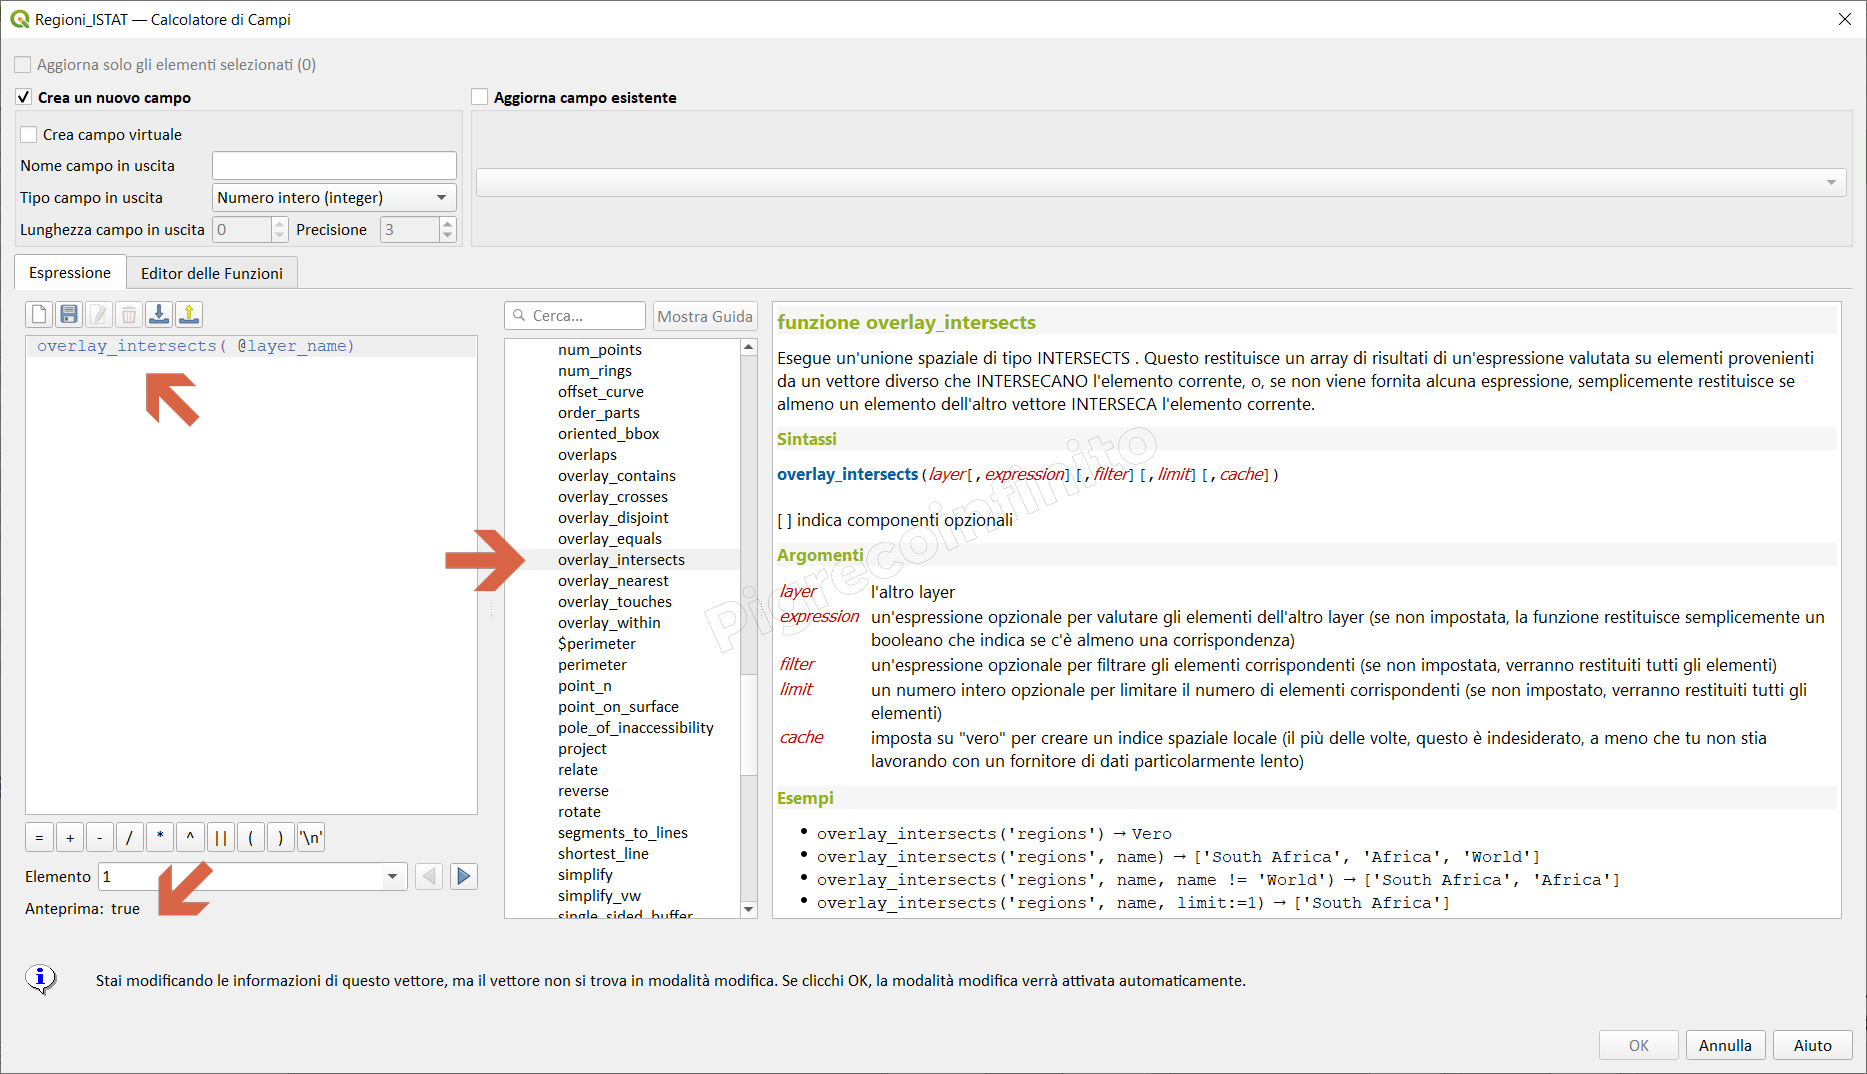 Regioni_ISTAT — Calcolatore di Campi
Aggiorna solo gli elementi selezionati (0)
Crea un nuovo campo
Aggiorna campo esistente
Crea campo virtuale
Nome campo in uscita
Tipo campo in uscita Numero intero (integer)
Lunghezza campo in uscita 0 Precisione 3
Espressione Editor delle Funzioni
overlay_intersects( @layer_name)
= + - / * ^ || ( ) '\n'
Elemento 1
Anteprima: true
Cerca... Mostra Guida
num_points
num_rings
offset_curve
order_parts
oriented_bbox
overlaps
overlay_contains
overlay_crosses
overlay_disjoint
overlay_equals
overlay_intersects
overlay_nearest
overlay_touches
overlay_within
$perimeter
perimeter
point_n
point_on_surface
pole_of_inaccessibility
project
relate
reverse
rotate
segments_to_lines
shortest_line
simplify
simplify_vw
single_sided_buffer
funzione overlay_intersects
Esegue un'unione spaziale di tipo INTERSECTS . Questo restituisce un array di risultati di un'espressione valutata su elementi provenienti
da un vettore diverso che INTERSECANO l'elemento corrente, o, se non viene fornita alcuna espressione, semplicemente restituisce se
almeno un elemento dell'altro vettore INTERSECA l'elemento corrente.
Sintassi
overlay_intersects(layer[,expression][,filter][,limit][,cache])
[ ] indica componenti opzionali
Argomenti
layer l'altro layer
expression un'espressione opzionale per valutare gli elementi dell'altro layer (se non impostata, la funzione restituisce semplicemente un
booleano che indica se c'è almeno una corrispondenza)
filter un'espressione opzionale per filtrare gli elementi corrispondenti (se non impostata, verranno restituiti tutti gli elementi)
limit un numero intero opzionale per limitare il numero di elementi corrispondenti (se non impostato, verranno restituiti tutti gli
elementi)
cache imposta su "vero" per creare un indice spaziale locale (il più delle volte, questo è indesiderato, a meno che tu non stia
lavorando con un fornitore di dati particolarmente lento)
Esempi
• overlay_intersects('regions') → Vero
• overlay_intersects('regions', name) → ['South Africa', 'Africa', 'World']
• overlay_intersects('regions', name, name != 'World') → ['South Africa', 'Africa']
• overlay_intersects('regions', name, limit:=1) → ['South Africa']
Pigrecoinfinito
Stai modificando le informazioni di questo vettore, ma il vettore non si trova in modalità modifica. Se clicchi OK, la modalità modifica verrà attivata automaticamente.
OK Annulla Aiuto